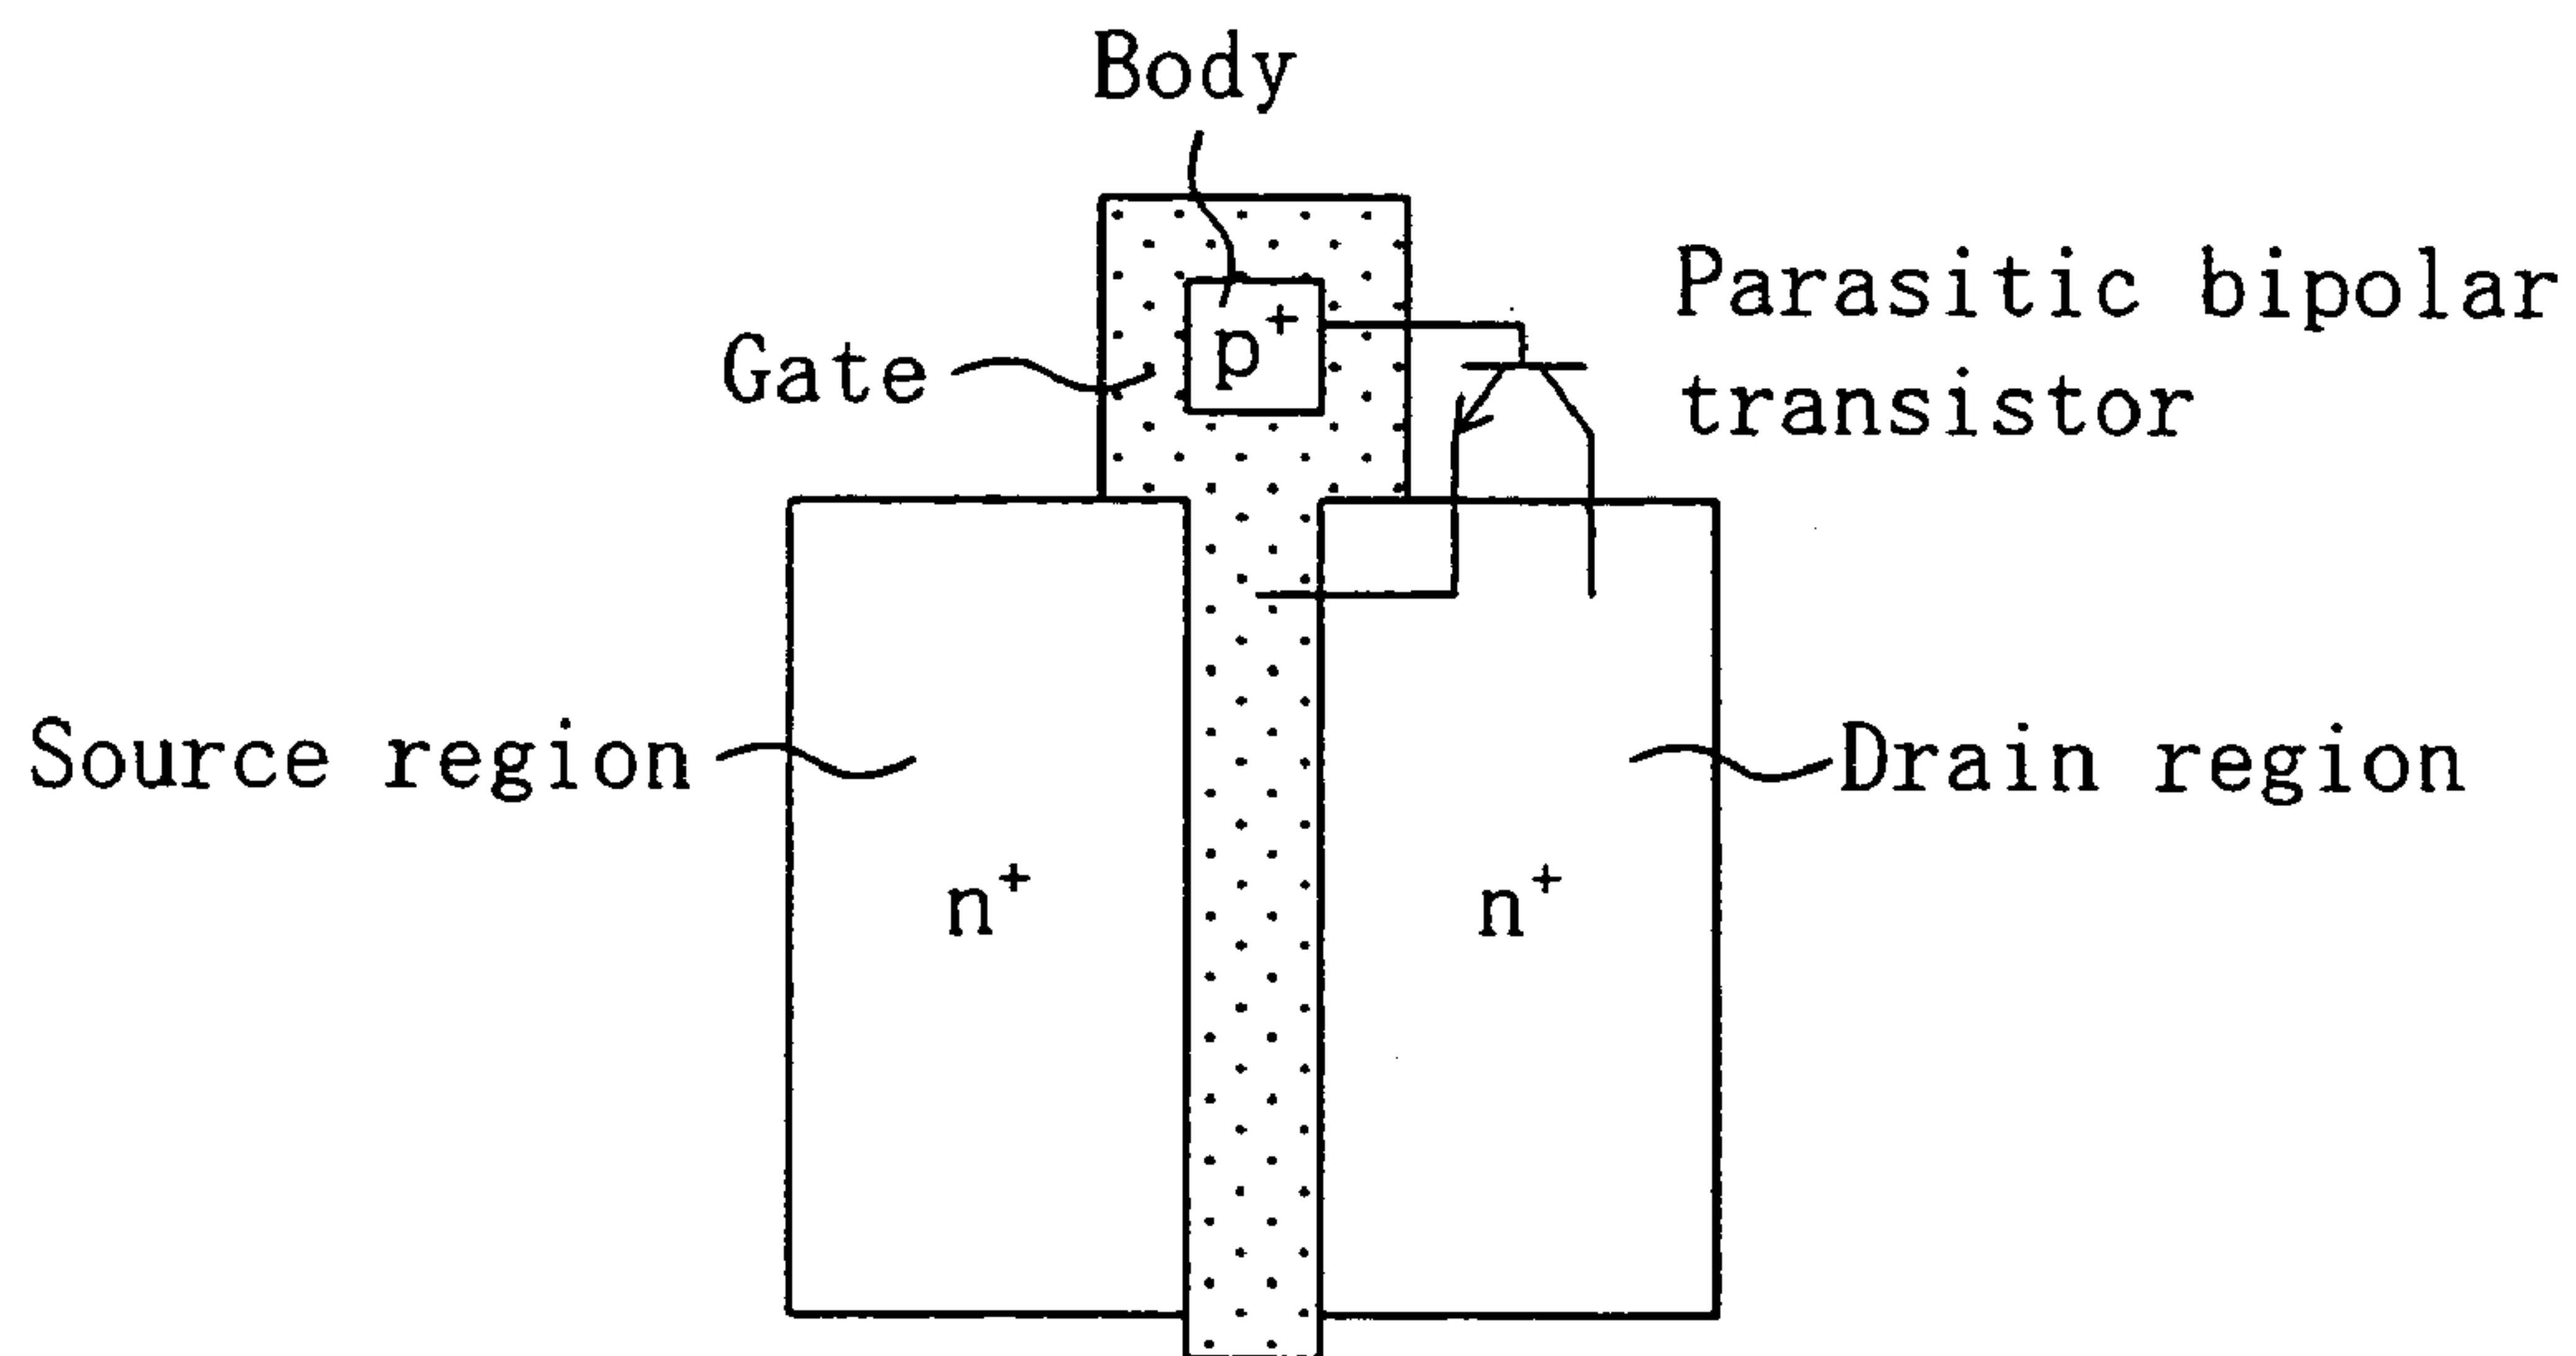 Body
Parasitic bipolar
transistor
Gate
p+
Source region
Drain region
n+
n+